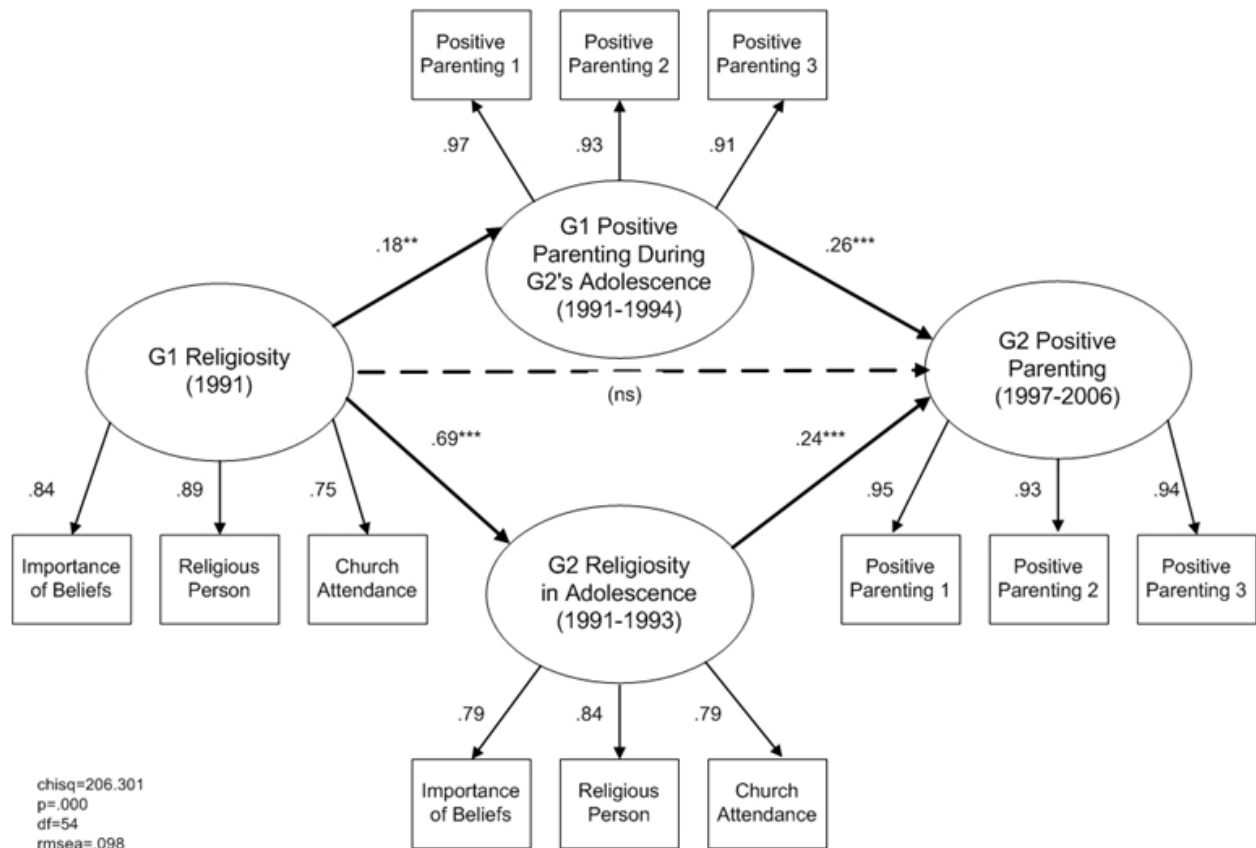 Positive
Parenting 1
Positive
Parenting 2
Positive
Parenting 3
.97
.93
.91
G1 Positive
Parenting During
G2's Adolescence
(1991-1994)
.18**
.26***
G1 Religiosity
(1991)
(ns)
G2 Positive
Parenting
(1997-2006)
.69***
.24***
.84
.89
.75
.95
.93
.94
Importance
of Beliefs
Religious
Person
Church
Attendance
G2 Religiosity
in Adolescence
(1991-1993)
Positive
Parenting 1
Positive
Parenting 2
Positive
Parenting 3
.79
.84
.79
Importance
of Beliefs
Religious
Person
Church
Attendance
chisq=206.301
p=.000
df=54
rmsea=.098